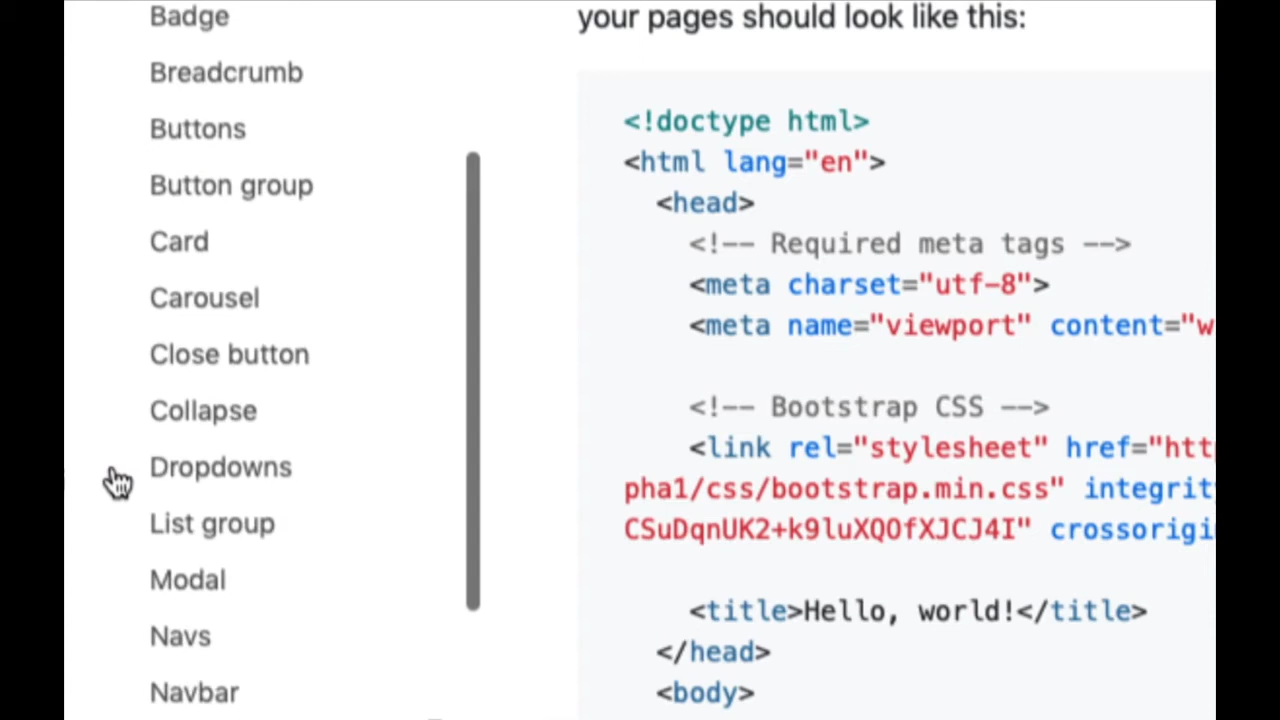 Badge
Breadcrumb
Buttons
Button group
Card
Carousel
Close button
Collapse
Dropdowns
List group
Modal
Navs
Navbar
your pages should look like this:
<!doctype html>
<html lang="en">
<head>
<!-- Required meta tags -->
<meta charset="utf-8">
<meta name="viewport" content="w
<!-- Bootstrap CSS -->
<link rel="stylesheet" href="htt
pha1/css/bootstrap.min.css" integrit
CSuDqnUK2+k9luXQOfXJCJ4I" crossorigi
<title>Hello, world!</title>
</head>
<body>